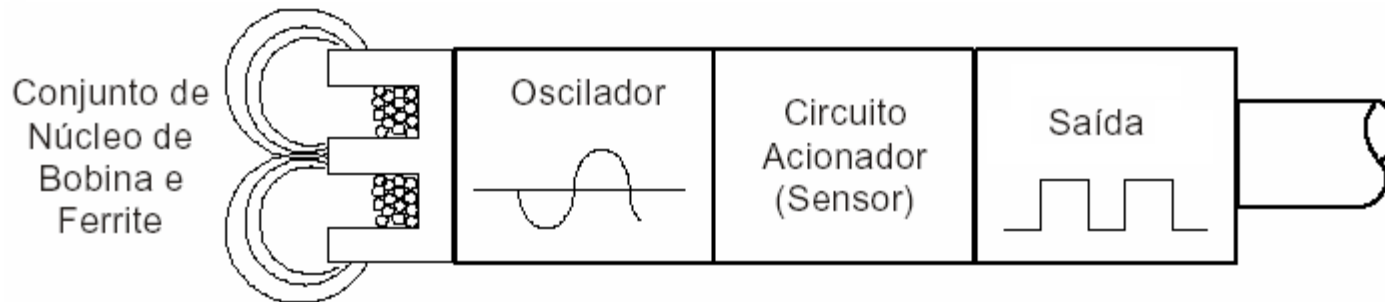 Conjunto de
Núcleo de
Bobina e
Ferrite
Oscilador
Circuito
Acionador
(Sensor)
Saída